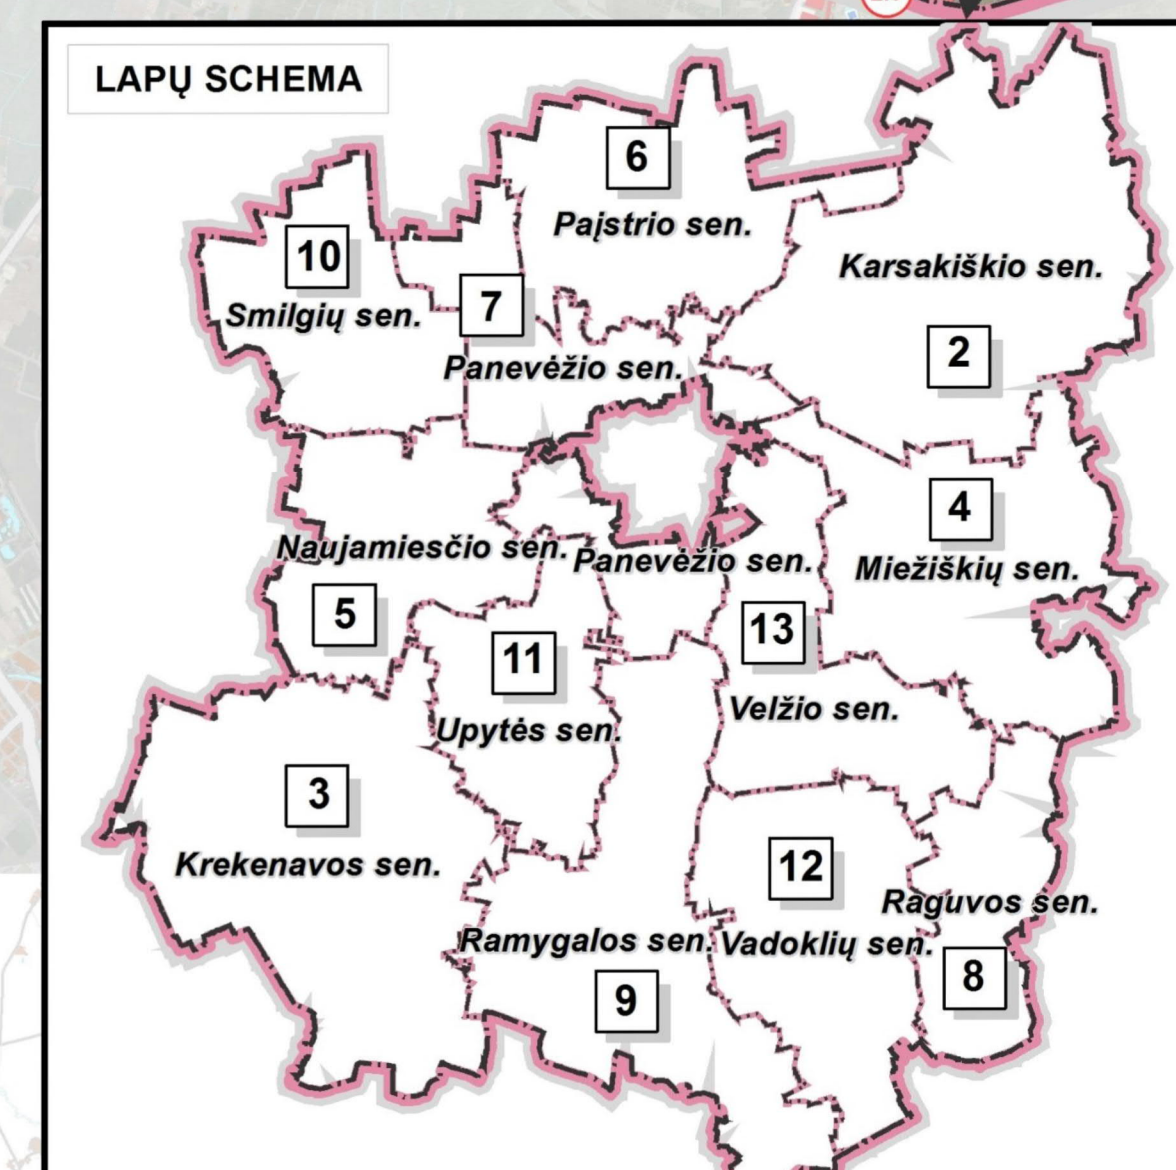 LAPŲ SCHEMA
6
Paįstrio sen.
10
Smilgių sen.
7
Panevėžio sen.
Karsakiškio sen.
2
4
Miežiškių sen.
Naujamiesčio sen.
5
Panevėžio sen.
13
Velžio sen.
11
Upytės sen.
3
Krekenavos sen.
12
Vadoklių sen.
Raguvos sen.
8
Ramygalos sen.
9